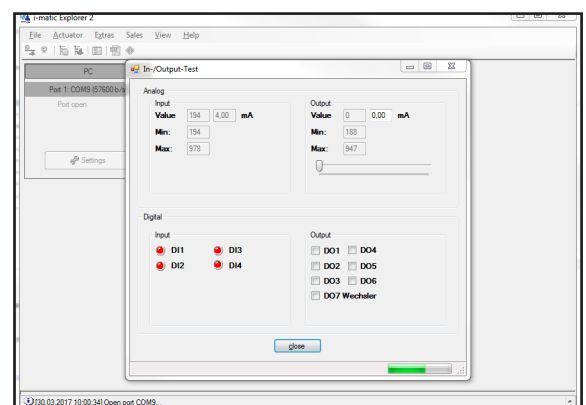 i-matic Explorer 2
File Actuator Extras Sales View Help
PC
Port 1: COM9 (57600 b/s
Port open
Settings
In-/Output-Test
Analog
Input
Value 194 4,00 mA
Min: 194
Max: 978
Output
Value 0 0,00 mA
Min: 188
Max: 947
Digital
Input
DI1 DI3
DI2 DI4
Output
DO1 DO4
DO2 DO5
DO3 DO6
DO7 Wechsler
close
[30.03.2017 10:00:34] Open port COM9...